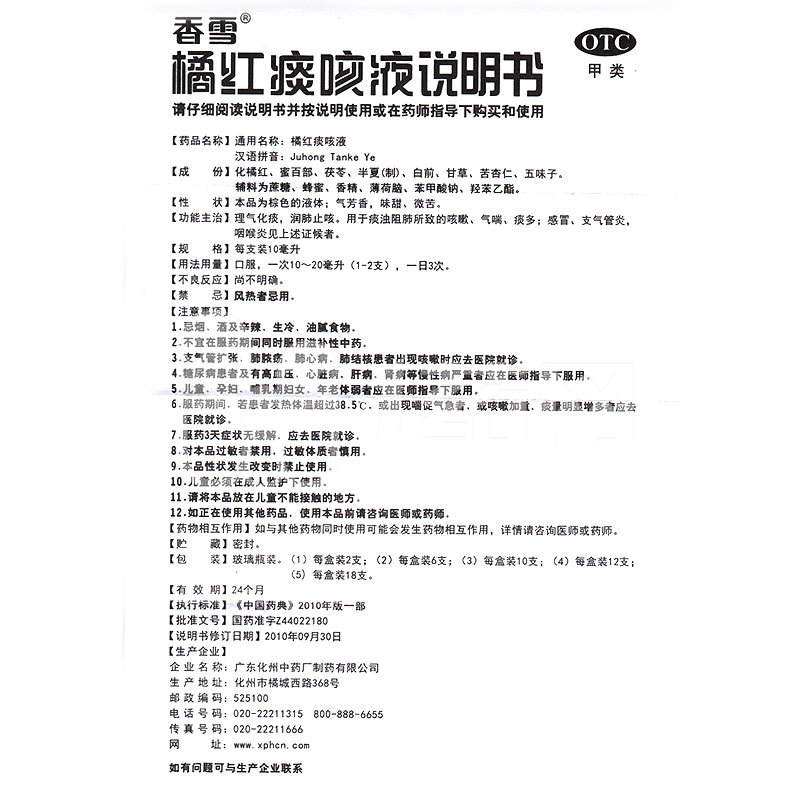 香雪®
橘红痰咳液说明书
OTC
甲类
请仔细阅读说明书并按说明使用或在药师指导下购买和使用
【药品名称】通用名称：橘红痰咳液
汉语拼音：Juhong Tanke Ye
【成　份】化橘红、蜜百部、茯苓、半夏(制)、白前、甘草、苦杏仁、五味子。
辅料为蔗糖、蜂蜜、香精、薄荷脑、苯甲酸钠、羟苯乙酯。
【性　状】本品为棕色的液体；气芳香，味甜、微苦。
【功能主治】理气化痰，润肺止咳。用于痰浊阻肺所致的咳嗽、气喘、痰多；感冒、支气管炎，
咽喉炎见上述证候者。
【规　格】每支装10毫升
【用法用量】口服，一次10～20毫升（1-2支），一日3次。
【不良反应】尚不明确。
【禁　忌】风热者忌用。
【注意事项】
1.忌烟、酒及辛辣、生冷、油腻食物。
2.不宜在服药期间同时服用滋补性中药。
3.支气管扩张、肺脓疡、肺心病、肺结核患者出现咳嗽时应去医院就诊。
4.糖尿病患者及有高血压、心脏病、肝病、肾病等慢性病严重者应在医师指导下服用。
5.儿童、孕妇、哺乳期妇女、年老体弱者应在医师指导下服用。
6.服药期间，若患者发热体温超过38.5℃，或出现喘促气急者，或咳嗽加重、痰量明显增多者应去
医院就诊。
7.服药3天症状无缓解，应去医院就诊。
8.对本品过敏者禁用，过敏体质者慎用。
9.本品性状发生改变时禁止使用。
10.儿童必须在成人监护下使用。
11.请将本品放在儿童不能接触的地方。
12.如正在使用其他药品，使用本品前请咨询医师或药师。
【药物相互作用】如与其他药物同时使用可能会发生药物相互作用，详情请咨询医师或药师。
【贮　藏】密封。
【包　装】玻璃瓶装。（1）每盒装2支；（2）每盒装6支；（3）每盒装10支；（4）每盒装12支；
（5）每盒装18支。
【有 效 期】24个月
【执行标准】《中国药典》2010年版一部
【批准文号】国药准字Z44022180
【说明书修订日期】2010年09月30日
【生产企业】
企业名称：广东化州中药厂制药有限公司
生产地址：化州市橘城西路368号
邮政编码：525100
电话号码：020-22211315 800-888-6655
传真号码：020-22211666
网　址：www.xphcn.com
如有问题可与生产企业联系